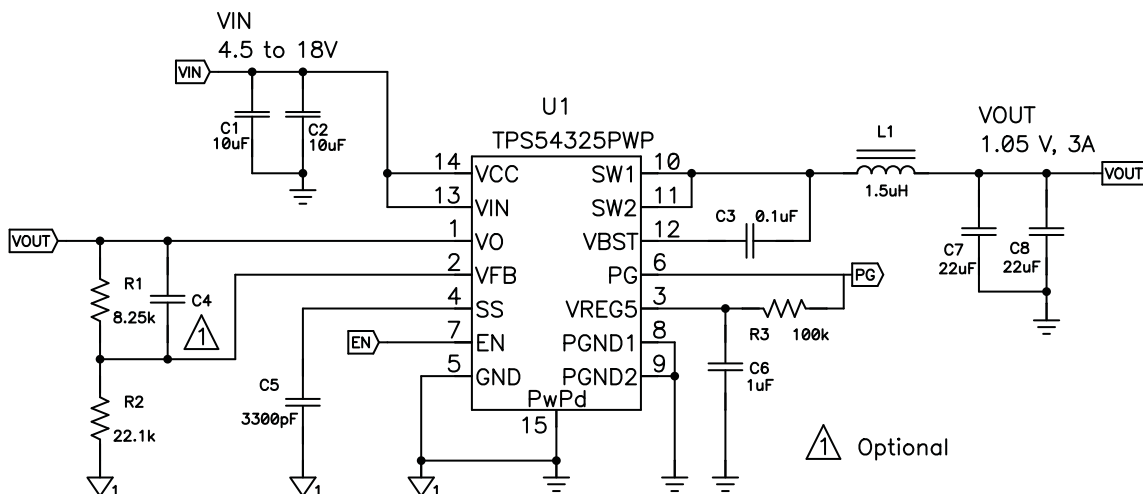 VIN
4.5 to 18V
VIN
C1
10uF
C2
10uF
U1
TPS54325PWP
14
VCC
SW1
10
13
VIN
SW2
11
1
VO
VBST
12
2
VFB
PG
6
4
SS
VREG5
3
7
EN
PGND1
8
5
GND
PGND2
9
PwPd
15
L1
1.5uH
VOUT
1.05 V, 3A
VOUT
C3
0.1uF
C7
22uF
C8
22uF
PG
R3
100k
C6
1uF
VOUT
R1
8.25k
C4
1
EN
C5
3300pF
R2
22.1k
1
1
1
1 Optional